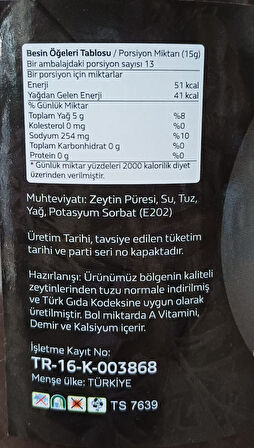 Besin Öğeleri Tablosu / Porsiyon Miktarı (15g)
Bir ambalajdaki porsiyon sayısı 13
Bir porsiyon için miktarlar
Enerji 51 kcal
Yağdan Gelen Enerji 41 kcal
% Günlük Miktar
Toplam Yağ 5 g %8
Kolesterol 0 mg %0
Sodyum 254 mg %10
Toplam Karbonhidrat 0 g %0
Protein 0 g %0
* Günlük miktar yüzdeleri 2000 kalorilik diyet
üzerinden verilmiştir.
Muhteviyatı: Zeytin Püresi, Su, Tuz,
Yağ, Potasyum Sorbat (E202)
Üretim Tarihi, tavsiye edilen tüketim
tarihi ve parti seri no kapaktadır.
Hazırlanışı: Ürünümüz bölgenin kaliteli
zeytinlerinden tuzu normale indirilmiş
ve Türk Gıda Kodeksine uygun olarak
üretilmiştir. Bol miktarda A Vitamini,
Demir ve Kalsiyum içerir.
İşletme Kayıt No:
TR-16-K-003868
Menşe ülke: TÜRKİYE
TS 7639